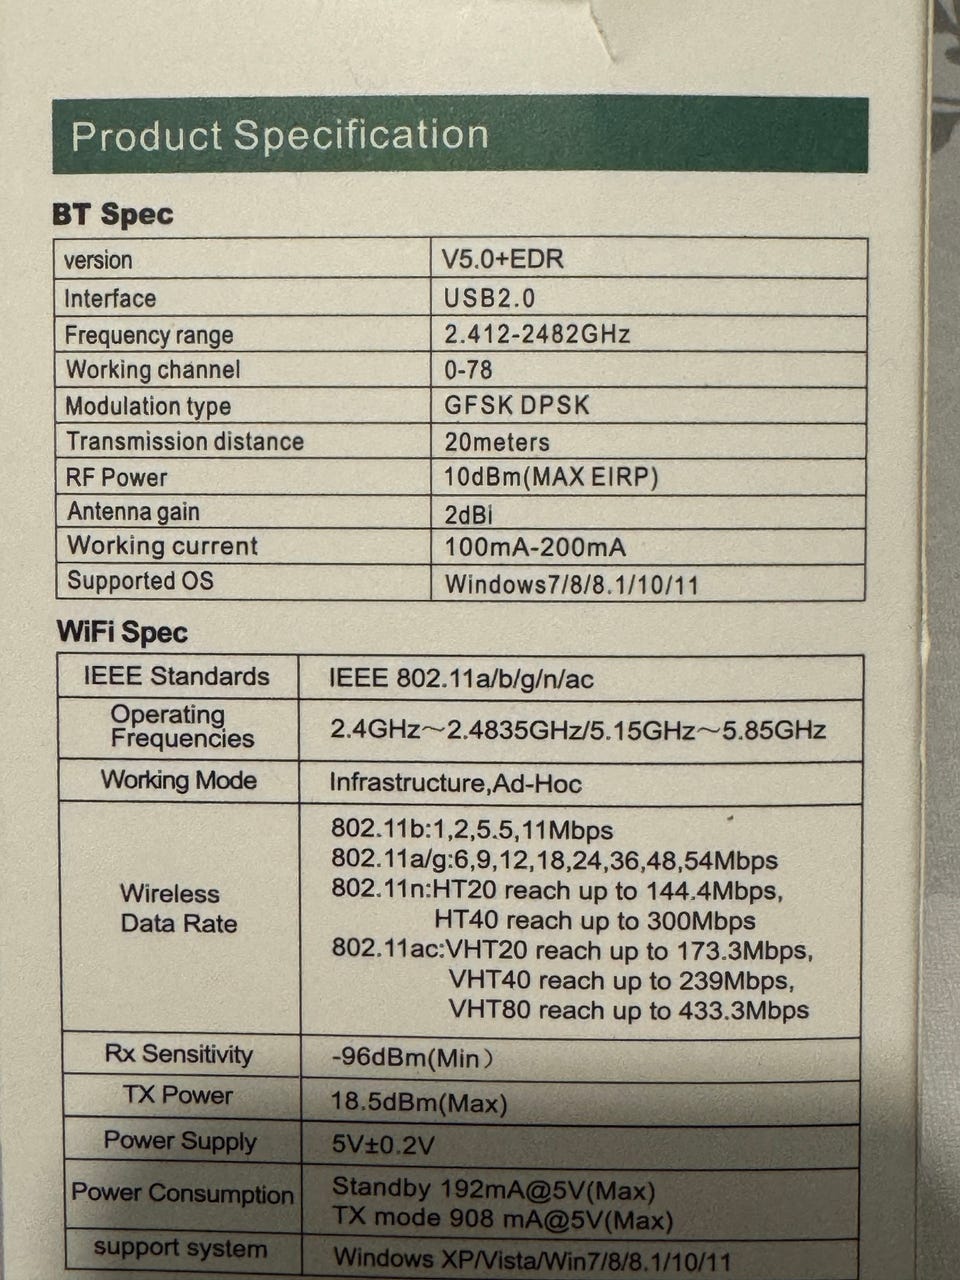 Product Specification
BT Spec
version V5.0+EDR
Interface USB2.0
Frequency range 2.412-2482GHz
Working channel 0-78
Modulation type GFSK DPSK
Transmission distance 20meters
RF Power 10dBm(MAX EIRP)
Antenna gain 2dBi
Working current 100mA-200mA
Supported OS Windows7/8/8.1/10/11
WiFi Spec
IEEE Standards IEEE 802.11a/b/g/n/ac
Operating
Frequencies
2.4GHz～2.4835GHz/5.15GHz～5.85GHz
Working Mode Infrastructure,Ad-Hoc
Wireless
Data Rate
802.11b:1,2,5.5,11Mbps
802.11a/g:6,9,12,18,24,36,48,54Mbps
802.11n:HT20 reach up to 144.4Mbps,
HT40 reach up to 300Mbps
802.11ac:VHT20 reach up to 173.3Mbps,
VHT40 reach up to 239Mbps,
VHT80 reach up to 433.3Mbps
Rx Sensitivity -96dBm(Min）
TX Power 18.5dBm(Max)
Power Supply 5V±0.2V
Power Consumption
Standby 192mA@5V(Max)
TX mode 908 mA@5V(Max)
support system Windows XP/Vista/Win7/8/8.1/10/11